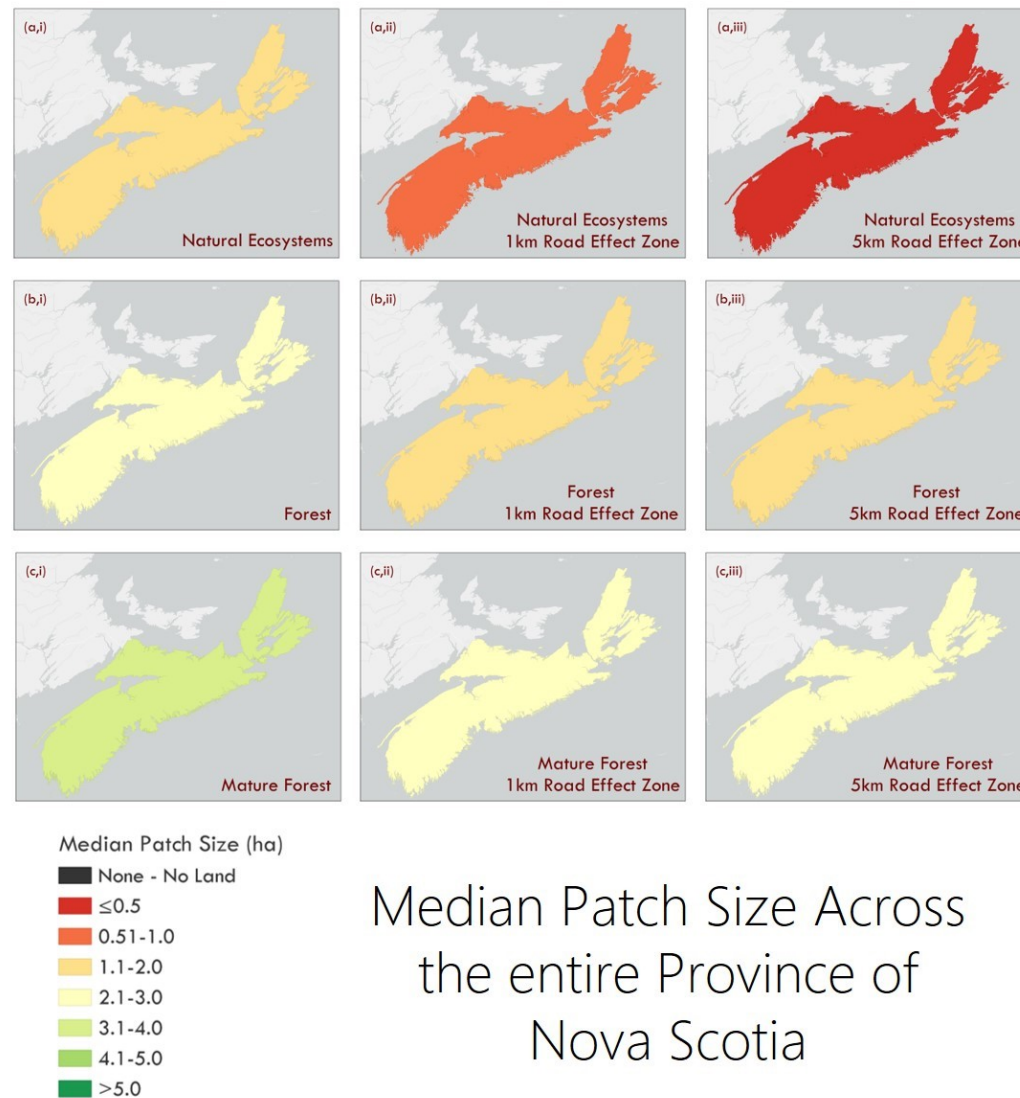 (a,i)
Natural Ecosystems
(a,ii)
Natural Ecosystems
1km Road Effect Zone
(a,iii)
Natural Ecosystems
5km Road Effect Zone
(b,i)
Forest
(b,ii)
Forest
1km Road Effect Zone
(b,iii)
Forest
5km Road Effect Zone
(c,i)
Mature Forest
(c,ii)
Mature Forest
1km Road Effect Zone
(c,iii)
Mature Forest
5km Road Effect Zone
Median Patch Size (ha)
None - No Land
≤0.5
0.51-1.0
1.1-2.0
2.1-3.0
3.1-4.0
4.1-5.0
>5.0
Median Patch Size Across
the entire Province of
Nova Scotia